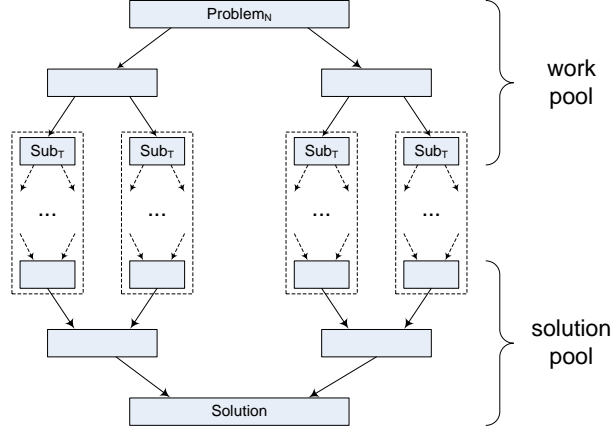 Problem_N
work
pool
Sub_T Sub_T Sub_T Sub_T
... ... ... ...
solution
pool
Solution